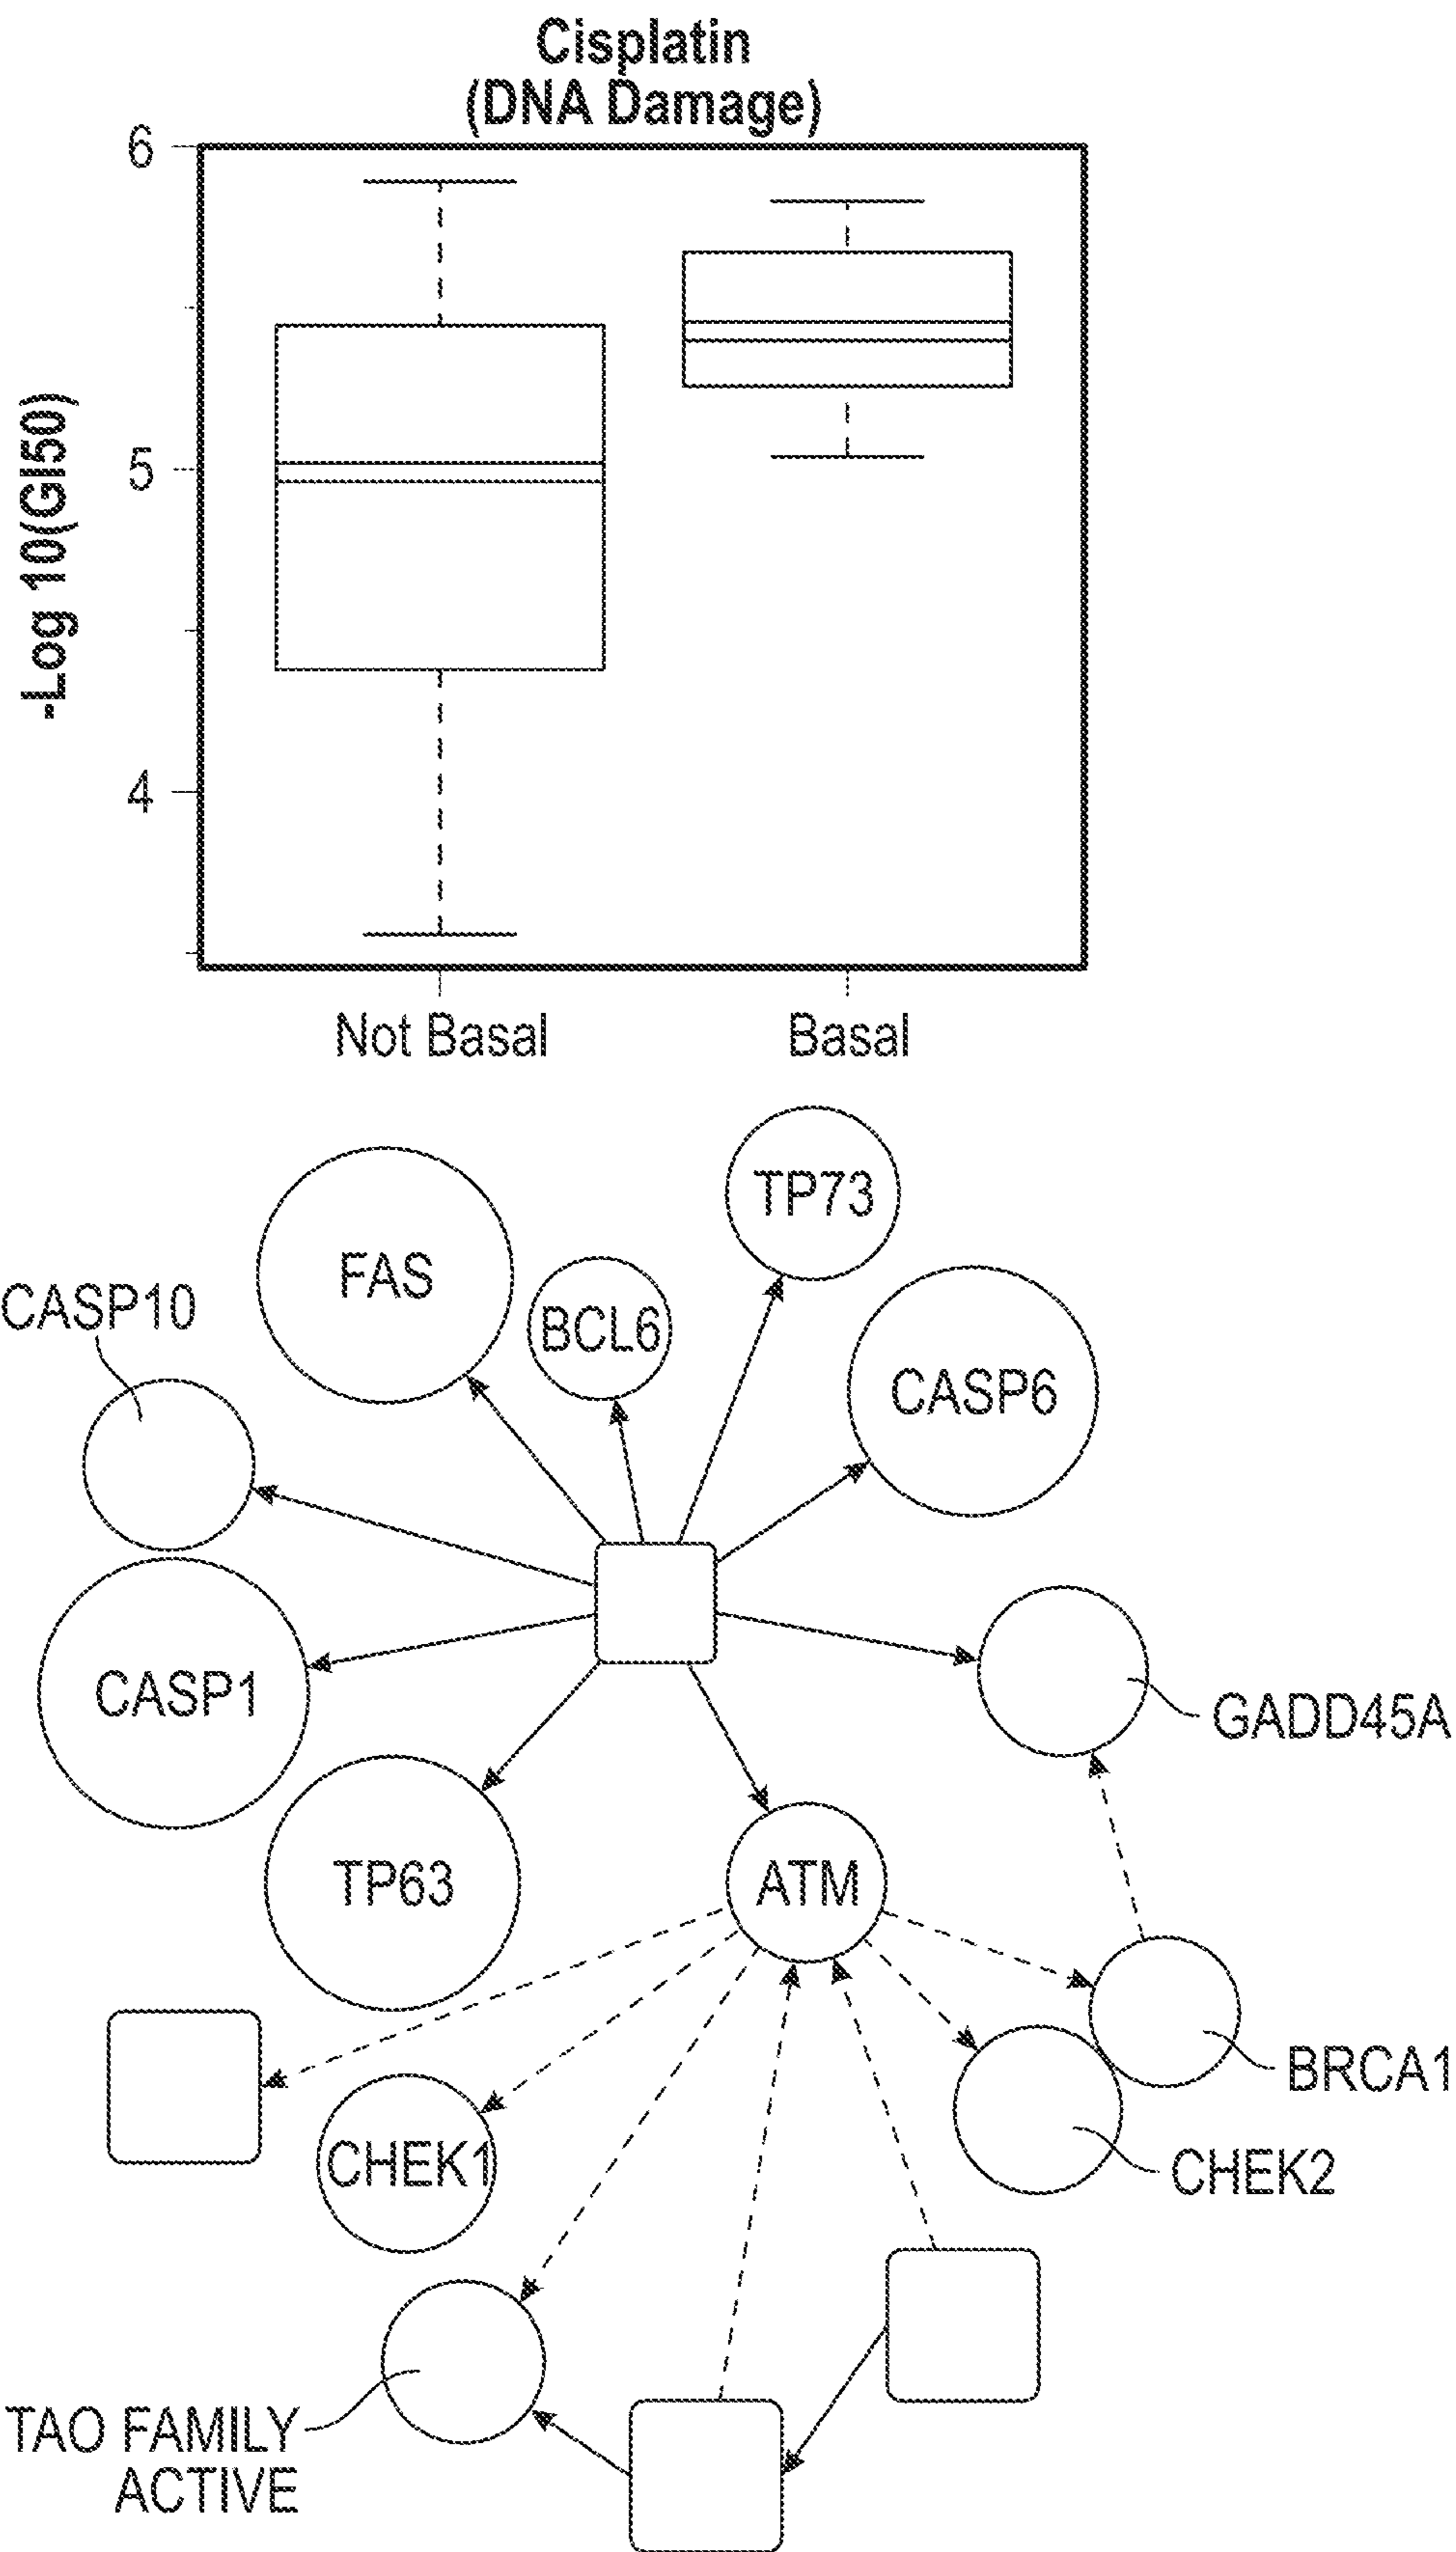 Cisplatin
(DNA Damage)
6
5
4
-Log 10(GI50)
Not Basal
Basal
TP73
FAS
CASP10
BCL6
CASP6
CASP1
GADD45A
TP63
ATM
BRCA1
CHEK1
CHEK2
TAO FAMILY
ACTIVE